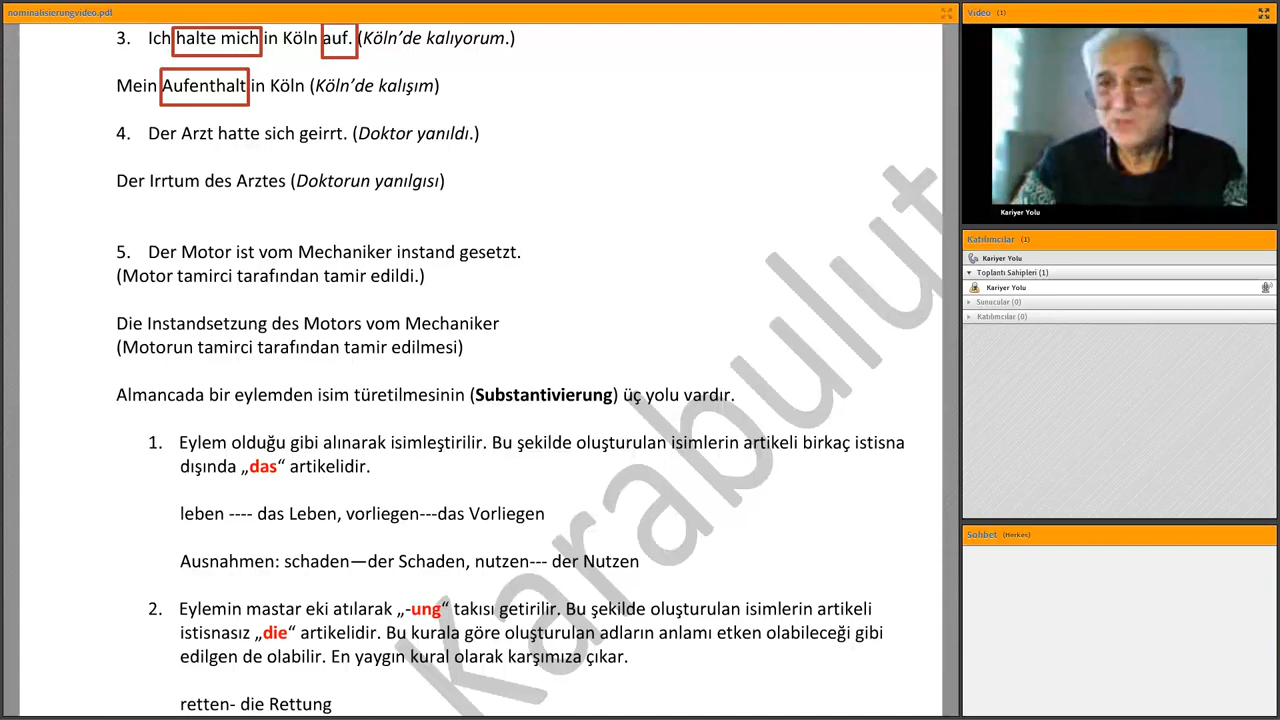 nominalisierungvideo.pdf
3. Ich halte mich in Köln auf. (Köln’de kalıyorum.)
Mein Aufenthalt in Köln (Köln’de kalışım)
4. Der Arzt hatte sich geirrt. (Doktor yanıldı.)
Der Irrtum des Arztes (Doktorun yanılgısı)
5. Der Motor ist vom Mechaniker instand gesetzt.
(Motor tamirci tarafından tamir edildi.)
Die Instandsetzung des Motors vom Mechaniker
(Motorun tamirci tarafından tamir edilmesi)
Almancada bir eylemden isim türetilmesinin (Substantivierung) üç yolu vardır.
1. Eylem olduğu gibi alınarak isimleştirilir. Bu şekilde oluşturulan isimlerin artikeli birkaç istisna
dışında „das“ artikelidir.
leben ---- das Leben, vorliegen---das Vorliegen
Ausnahmen: schaden—der Schaden, nutzen--- der Nutzen
2. Eylemin mastar eki atılarak „-ung“ takısı getirilir. Bu şekilde oluşturulan isimlerin artikeli
istisnasız „die“ artikelidir. Bu kurala göre oluşturulan adların anlamı etken olabileceği gibi
edilgen de olabilir. En yaygın kural olarak karşımıza çıkar.
retten- die Rettung
Karabulut
Video (1)
Kariyer Yolu
Katılımcılar (1)
Kariyer Yolu
Toplantı Sahipleri (1)
Kariyer Yolu
Sunucular (0)
Katılımcılar (0)
Sohbet (Herkes)